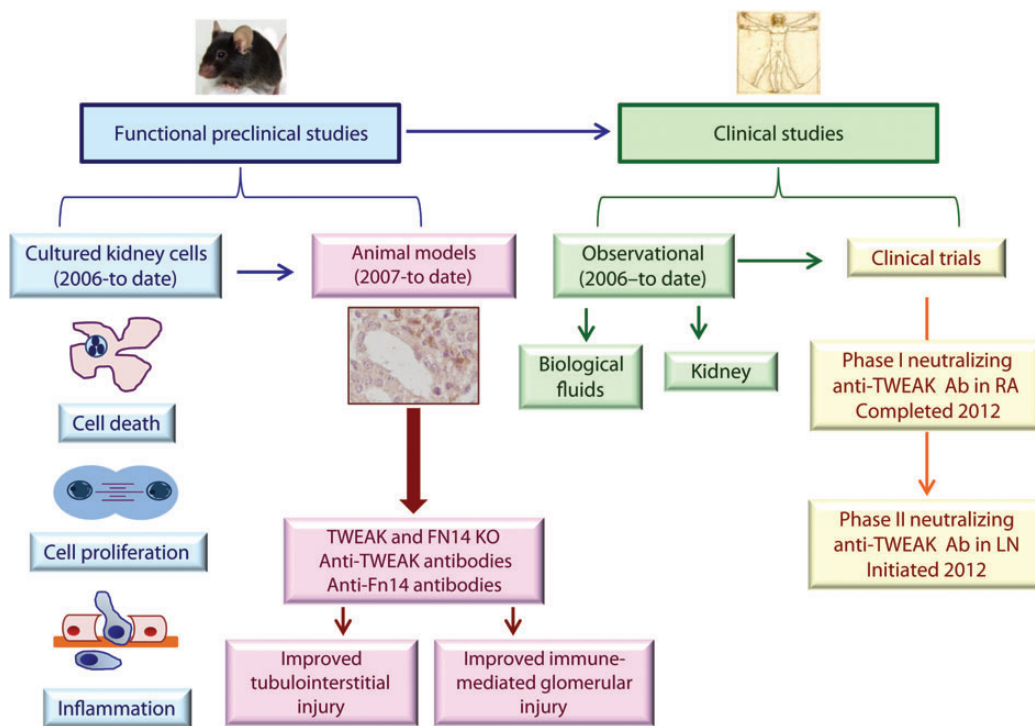 Functional preclinical studies
Clinical studies
Cultured kidney cells
(2006-to date)
Animal models
(2007-to date)
Observational
(2006–to date)
Clinical trials
Cell death
Cell proliferation
Inflammation
TWEAK and FN14 KO
Anti-TWEAK antibodies
Anti-Fn14 antibodies
Improved
tubulointerstitial
injury
Improved immune-
mediated glomerular
injury
Biological
fluids
Kidney
Phase I neutralizing
anti-TWEAK Ab in RA
Completed 2012
Phase II neutralizing
anti-TWEAK Ab in LN
Initiated 2012